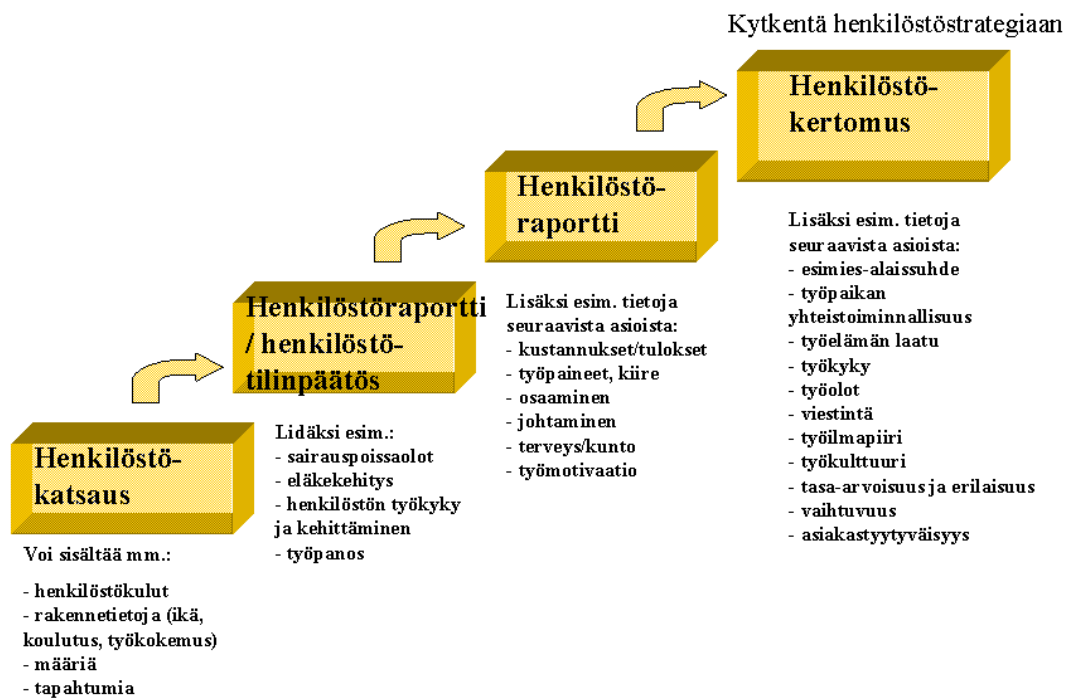 Kytkentä henkilöstöstrategiaan
Henkilöstö-
kertomus
Lisäksi esim. tietoja
seuraavista asioista:
- esimies-alaissuhde
- työpaikan
yhteistoiminnallisuus
- työelämän laatu
- työkyky
- työolot
- viestintä
- työilmapiiri
- työkulttuuri
- tasa-arvoisuus ja erilaisuus
- vaihtuvuus
- asiakastyytyväisyys
Henkilöstö-
raportti
Lisäksi esim. tietoja
seuraavista asioista:
- kustannukset/tulokset
- työpaineet, kiire
- osaaminen
- johtaminen
- terveys/kunto
- työmotivaatio
Henkilöstöraportti
/ henkilöstö-
tilinpäätös
Lidäksi esim.:
- sairauspoissaolot
- eläkekehitys
- henkilöstön työkyky
ja kehittäminen
- työpanos
Henkilöstö-
katsaus
Voi sisältää mm.:
- henkilöstökulut
- rakennetietoja (ikä,
koulutus, työkokemus)
- määriä
- tapahtumia